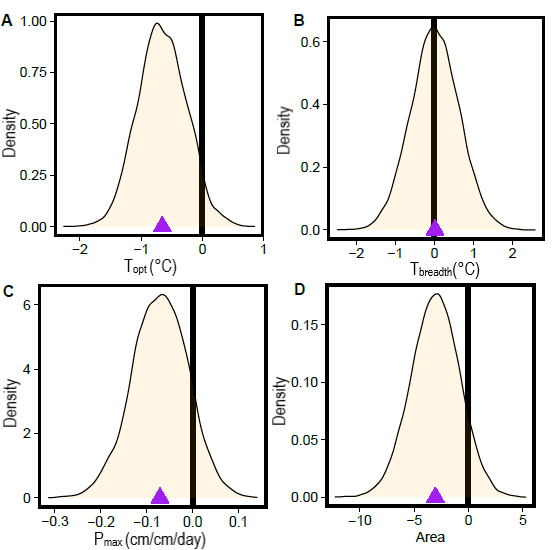 A
1.00
0.75
0.50
0.25
0.00
Density
−2 −1 0 1
Topt (°C)
B
0.6
0.4
0.2
0.0
Density
−2 −1 0 1 2
Tbreadth(°C)
C
6
4
2
0
Density
−0.3 −0.2 −0.1 0.0 0.1
Pmax (cm/cm/day)
D
0.15
0.10
0.05
0.00
Density
−10 −5 0 5
Area